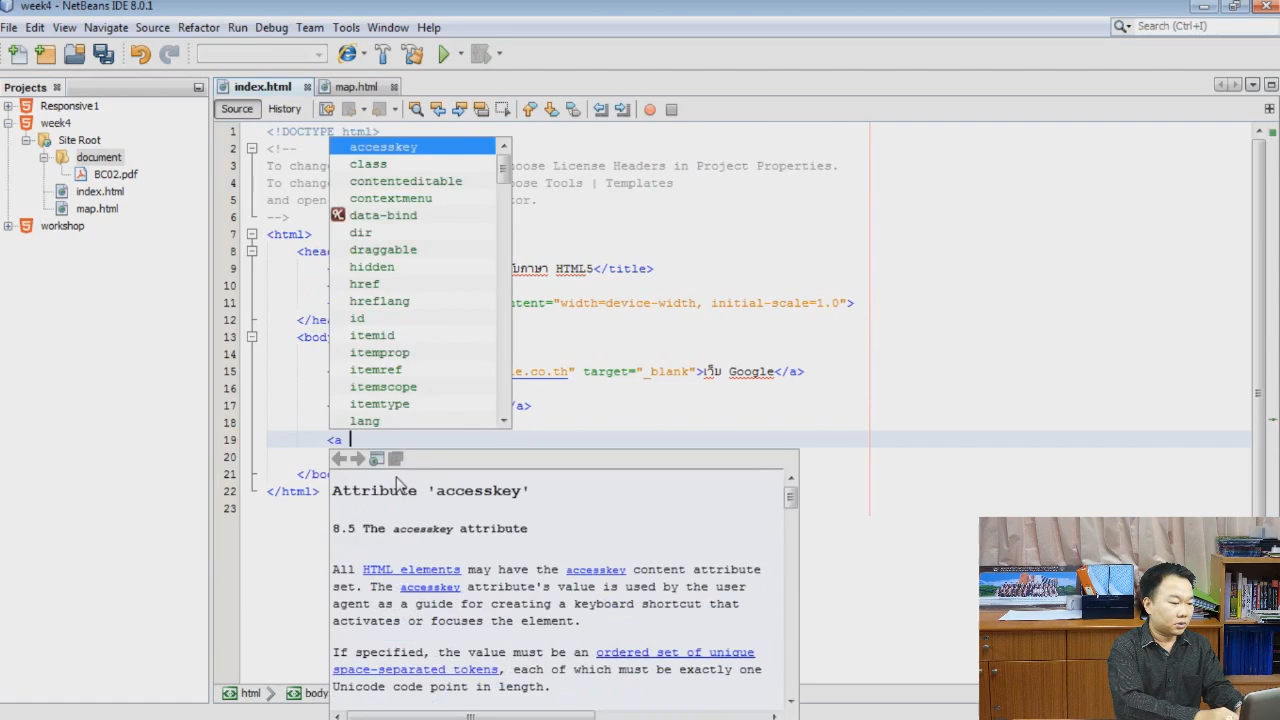 week4 - NetBeans IDE 8.0.1
File Edit View Navigate Source Refactor Run Debug Team Tools Window Help
Search (Ctrl+I)
Projects
index.html
map.html
Responsive1
week4
Site Root
document
BC02.pdf
index.html
map.html
workshop
Source History
1 <!DOCTYPE html>
2 <!--
3 To chang oose License Headers in Project Properties.
4 To chang oose Tools | Templates
5 and open tor.
6 -->
7 <html>
8 <hea
9 บภาษา HTML5</title>
10
11 ntent="width=device-width, initial-scale=1.0">
12 </he
13 <bod
14
15 < le.co.th" target="_blank">เว็บ Google</a>
16
17 < /a>
18
19 <a
20
21 </bo
22 </html>
23
accesskey
class
contenteditable
contextmenu
data-bind
dir
draggable
hidden
href
hreflang
id
itemid
itemprop
itemref
itemscope
itemtype
lang
Attribute 'accesskey'
8.5 The accesskey attribute
All HTML elements may have the accesskey content attribute
set. The accesskey attribute's value is used by the user
agent as a guide for creating a keyboard shortcut that
activates or focuses the element.
If specified, the value must be an ordered set of unique
space-separated tokens, each of which must be exactly one
Unicode code point in length.
html body